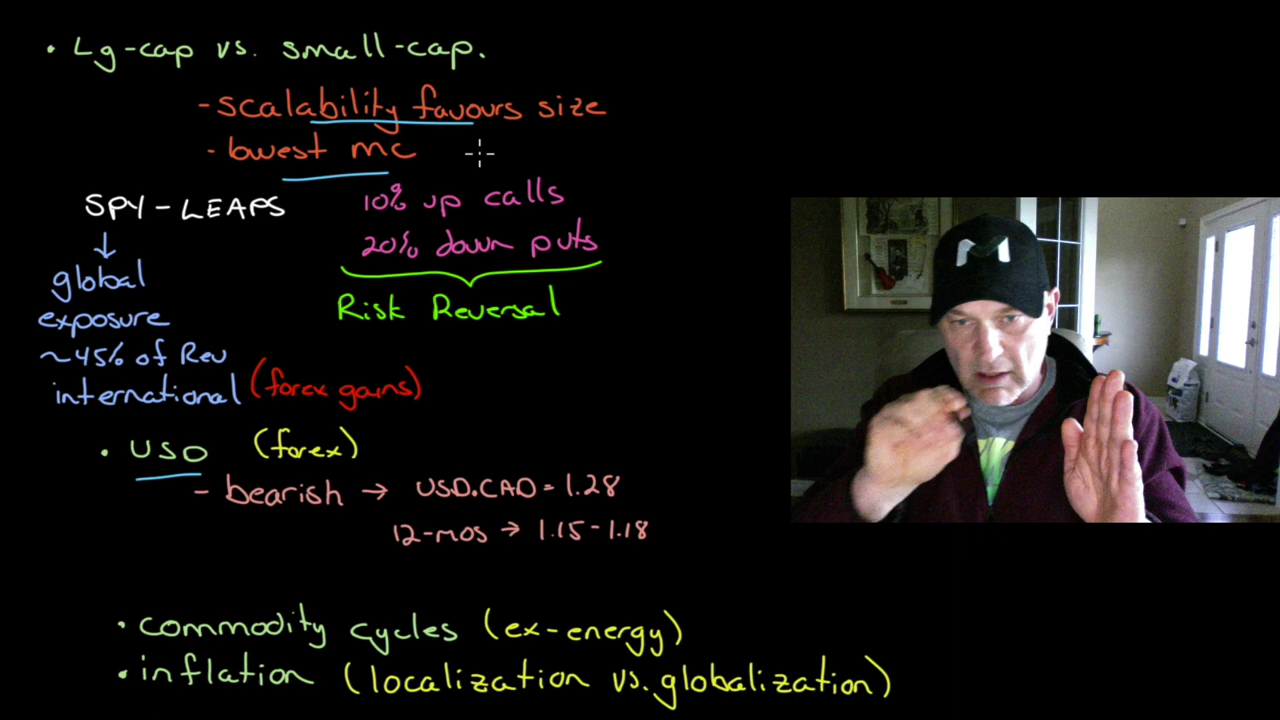 • Lg-cap vs. small-cap.
- scalability favours size
- lowest mc
SPY - LEAPS
10% up calls
20% down puts
Risk Reversal
↓
global
exposure
~45% of Rev
international (forex gains)
• USD (forex)
- bearish → USD.CAD = 1.28
12-mos → 1.15 - 1.18
• commodity cycles (ex-energy)
• inflation (localization vs. globalization)